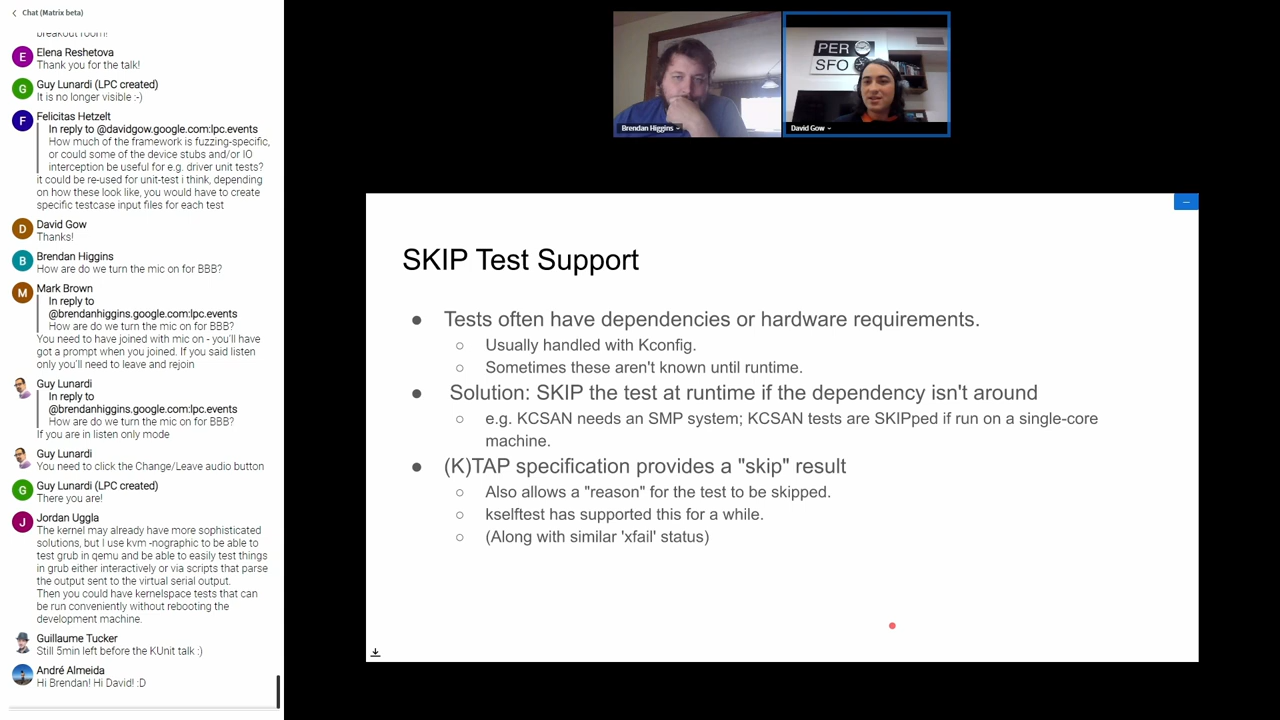 Chat (Matrix beta)
breakout room!
Elena Reshetova
Thank you for the talk!
Guy Lunardi (LPC created)
It is no longer visible :-)
Felicitas Hetzelt
In reply to @davidgow.google.com:lpc.events
How much of the framework is fuzzing-specific,
or could some of the device stubs and/or IO
interception be useful for e.g. driver unit tests?
it could be re-used for unit-test i think, depending
on how these look like, you would have to create
specific testcase input files for each test
David Gow
Thanks!
Brendan Higgins
How are do we turn the mic on for BBB?
Mark Brown
In reply to
@brendanhiggins.google.com:lpc.events
How are do we turn the mic on for BBB?
You need to have joined with mic on - you'll have
got a prompt when you joined. If you said listen
only you'll need to leave and rejoin
Guy Lunardi
In reply to
@brendanhiggins.google.com:lpc.events
How are do we turn the mic on for BBB?
If you are in listen only mode
Guy Lunardi
You need to click the Change/Leave audio button
Guy Lunardi (LPC created)
There you are!
Jordan Uggla
The kernel may already have more sophisticated
solutions, but I use kvm -nographic to be able to
test grub in qemu and be able to easily test things
in grub either interactively or via scripts that parse
the output sent to the virtual serial output.
Then you could have kernelspace tests that can
be run conveniently without rebooting the
development machine.
Guillaume Tucker
Still 5min left before the KUnit talk :)
André Almeida
Hi Brendan! Hi David! :D
E
G
F
D
B
M
G
J
PER
SFO
Brendan Higgins
David Gow
SKIP Test Support
● Tests often have dependencies or hardware requirements.
○ Usually handled with Kconfig.
○ Sometimes these aren't known until runtime.
● Solution: SKIP the test at runtime if the dependency isn't around
○ e.g. KCSAN needs an SMP system; KCSAN tests are SKIPped if run on a single-core
machine.
● (K)TAP specification provides a "skip" result
○ Also allows a "reason" for the test to be skipped.
○ kselftest has supported this for a while.
○ (Along with similar 'xfail' status)